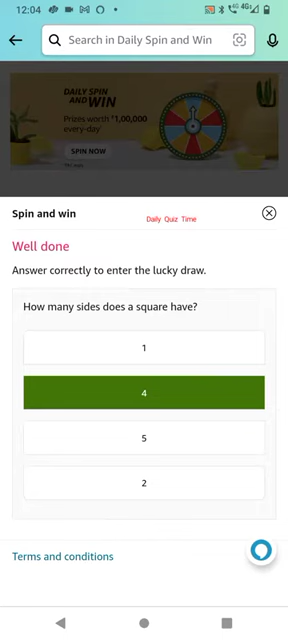 12:04
4G 4G
Search in Daily Spin and Win
DAILY SPIN
AND WIN
Prizes worth ₹1,00,000
every-day*
SPIN NOW
Spin and win
Daily Quiz Time
Well done
Answer correctly to enter the lucky draw.
How many sides does a square have?
1
4
5
2
Terms and conditions